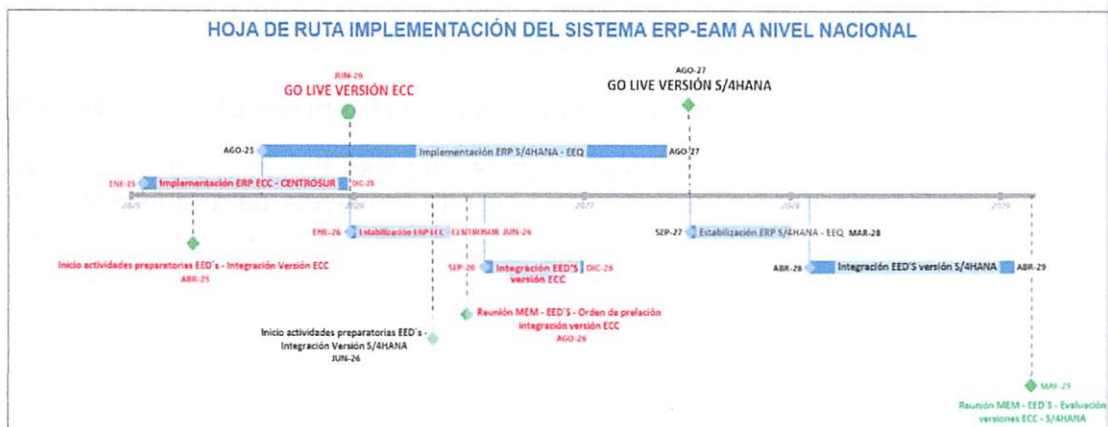 HOJA DE RUTA IMPLEMENTACIÓN DEL SISTEMA ERP-EAM A NIVEL NACIONAL
JUN-26
GO LIVE VERSIÓN ECC
AGO-27
GO LIVE VERSIÓN S/4HANA
AGO-25
Implementación ERP S/4HANA - EEQ
AGO-27
ENE-25
Implementación ERP ECC - CENTROSUR
DIC-25
2025
2026
2027
2028
2029
ENE-26
Estabilización ERP ECC - CENTROSUR
JUN-26
SEP-27
Estabilización ERP S/4HANA - EEQ
MAR-28
Inicio actividades preparatorias EED´s - Integración Versión ECC
ABR-25
SEP-26
Integración EED'S
versión ECC
DIC-26
ABR-28
Integración EED'S versión S/4HANA
ABR-29
Inicio actividades preparatorias EED´s -
Integración Versión S/4HANA
JUN-26
Reunión MEM - EED´S - Orden de prelación
integración versión ECC
AGO-26
MAY-29
Reunión MEM - EED´S - Evaluación
versiones ECC - S/4HANA